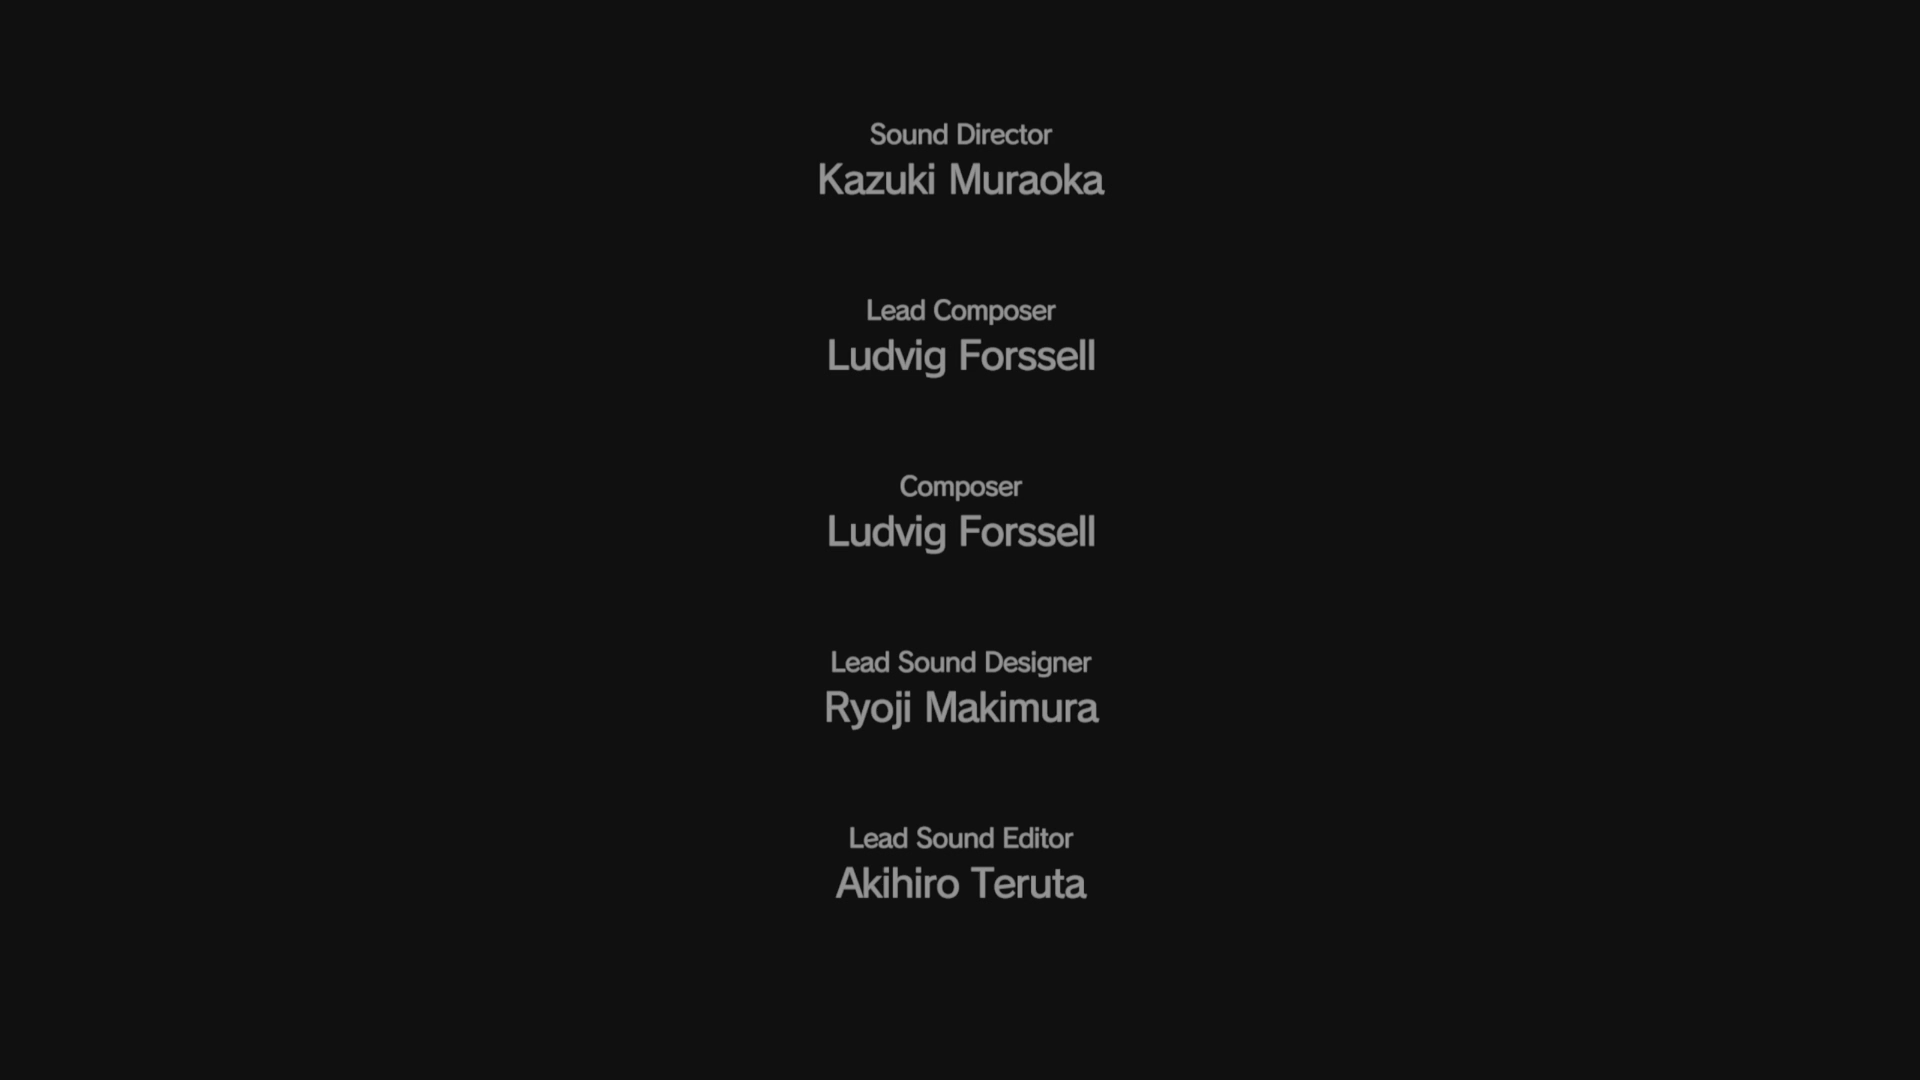 Sound Director
Kazuki Muraoka
Lead Composer
Ludvig Forssell
Composer
Ludvig Forssell
Lead Sound Designer
Ryoji Makimura
Lead Sound Editor
Akihiro Teruta